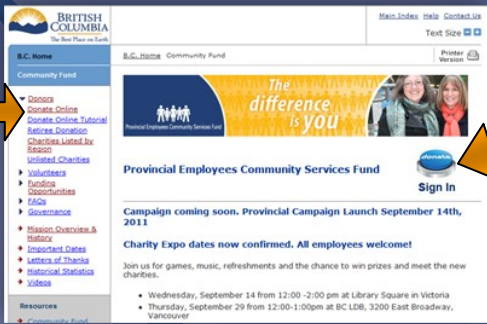 BRITISH
COLUMBIA
The Best Place on Earth
Main Index Help Contact Us
Text Size
B.C. Home
B.C. Home Community Fund
Printer
Version
Community Fund
Donors
Donate Online
Donate Online Tutorial
Retiree Donation
Charities Listed by
Region
Unlisted Charities
Volunteers
Funding
Opportunities
FAQs
Governance
Mission Overview &
History
Important Dates
Letters of Thanks
Historical Statistics
Videos
Resources
Community Fund
The
difference
is you
Provincial Employees Community Services Fund
donate
Provincial Employees Community Services Fund
Sign In
Campaign coming soon. Provincial Campaign Launch September 14th,
2011
Charity Expo dates now confirmed. All employees welcome!
Join us for games, music, refreshments and the chance to win prizes and meet the new
charities.
Wednesday, September 14 from 12:00 -2:00 pm at Library Square in Victoria
Thursday, September 29 from 12:00-1:00pm at BC LDB, 3200 East Broadway,
Vancouver